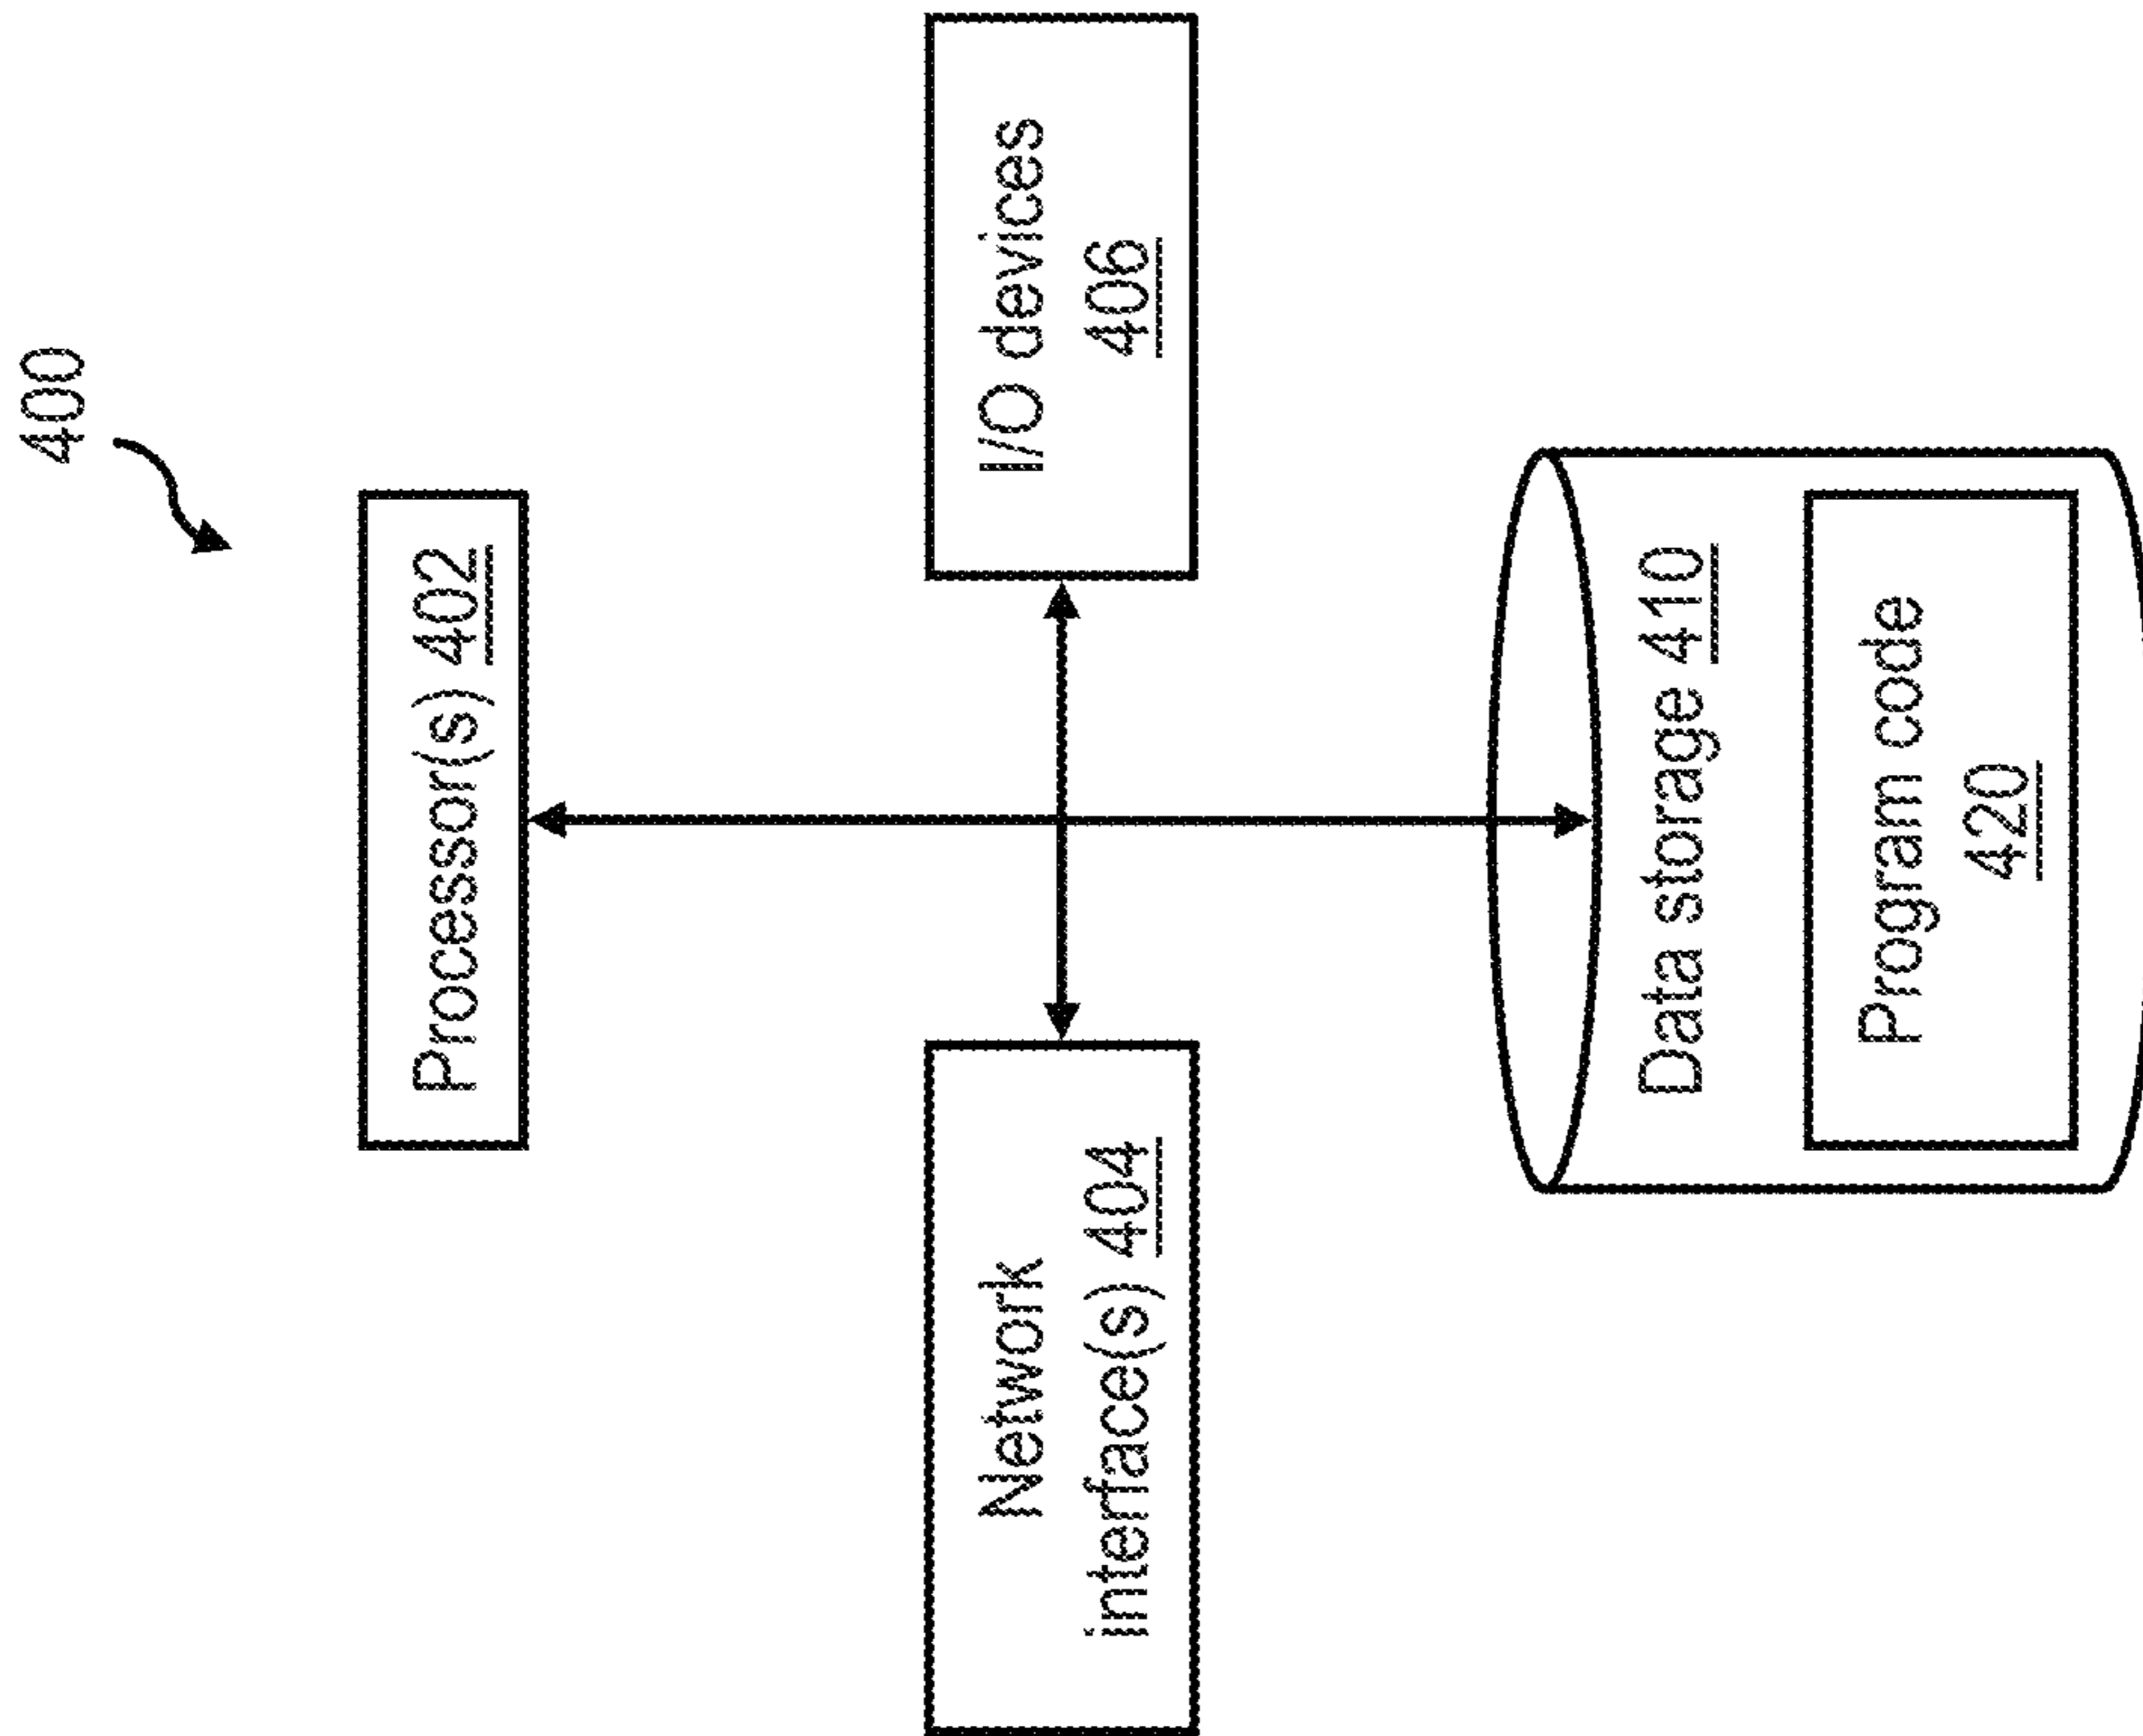 400
Processor(s) 402
Network
interface(s) 404
I/O devices
406
Data storage 410
Program code
420